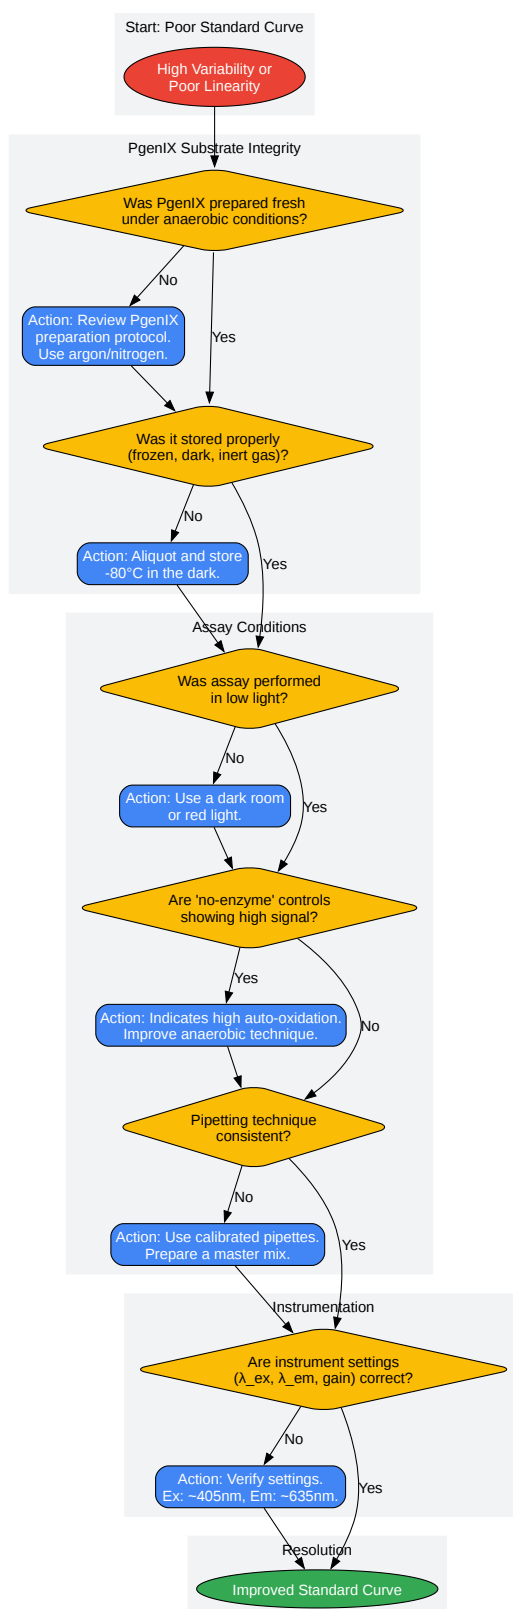 Start: Poor Standard Curve
High Variability or
Poor Linearity
PgenIX Substrate Integrity
Was PgenIX prepared fresh
under anaerobic conditions?
No
Action: Review PgenIX
preparation protocol.
Use argon/nitrogen.
Yes
Was it stored properly
(frozen, dark, inert gas)?
No
Action: Aliquot and store
-80°C in the dark.
Yes
Assay Conditions
Was assay performed
in low light?
No
Action: Use a dark room
or red light.
Yes
Are 'no-enzyme' controls
showing high signal?
Yes
Action: Indicates high auto-oxidation.
Improve anaerobic technique.
No
Pipetting technique
consistent?
No
Action: Use calibrated pipettes.
Prepare a master mix.
Yes
Instrumentation
Are instrument settings
(λ_ex, λ_em, gain) correct?
No
Action: Verify settings.
Ex: ~405nm, Em: ~635nm.
Yes
Resolution
Improved Standard Curve